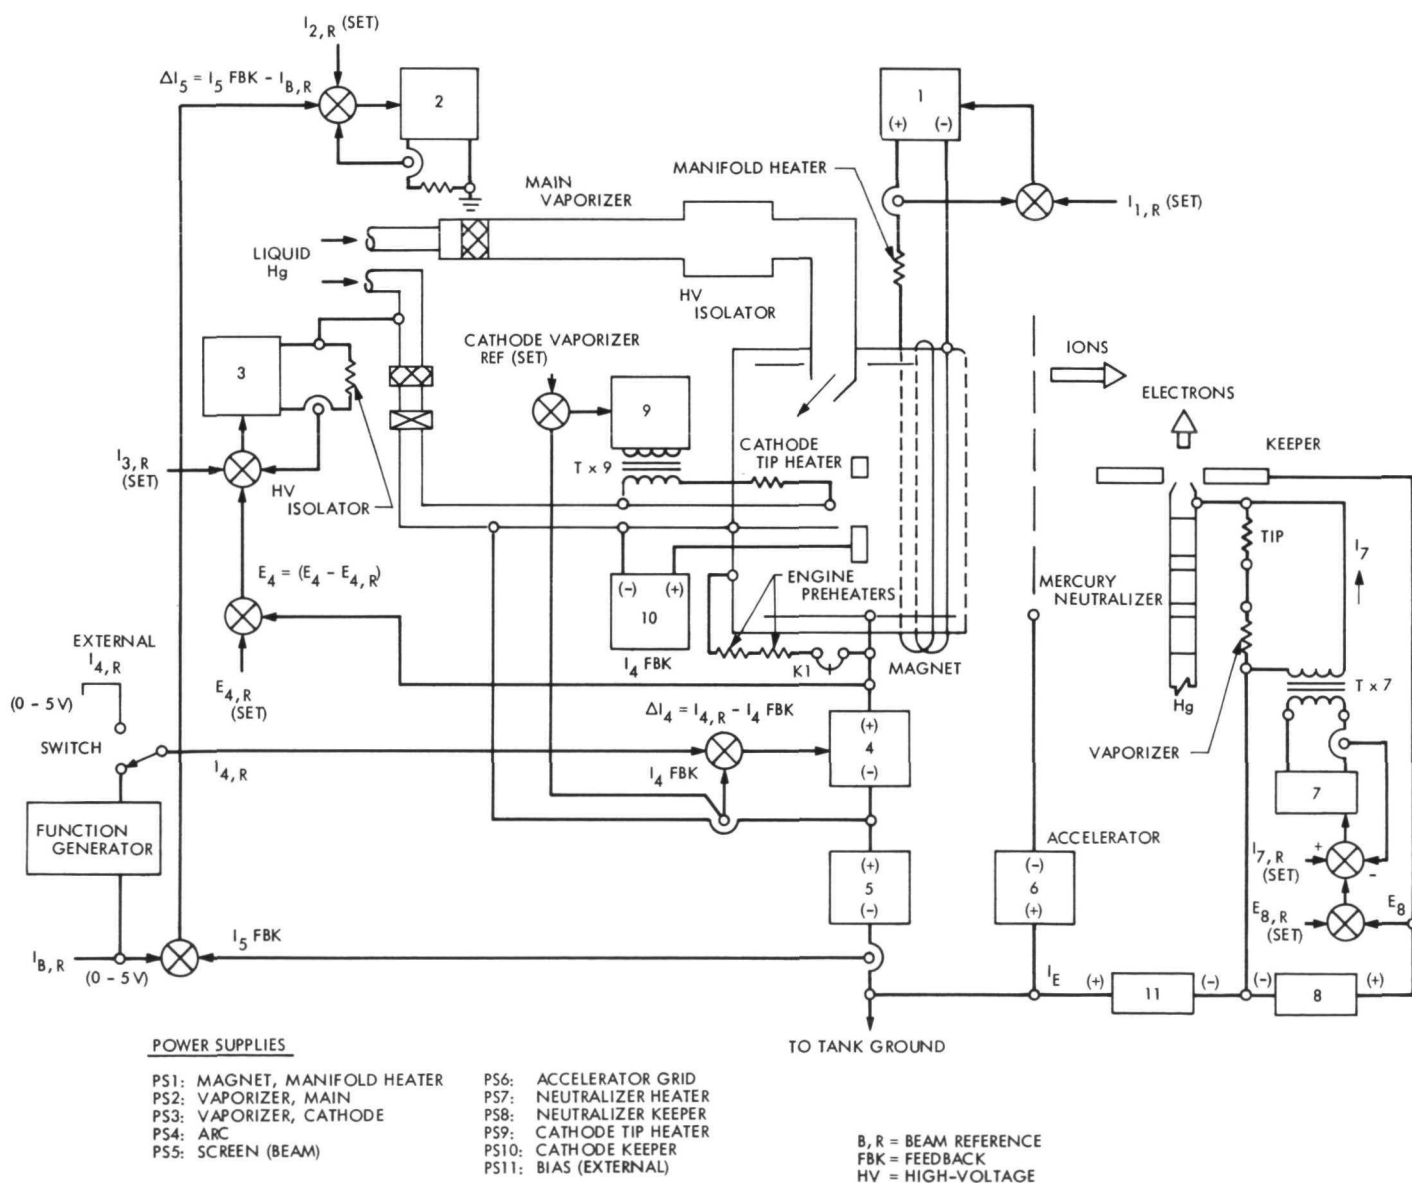 I2,R (SET)
ΔI5 = I5 FBK - IB,R
2
1
(+) (-)
MANIFOLD HEATER
MAIN
VAPORIZER
I1,R (SET)
LIQUID
Hg
HV
ISOLATOR
3
CATHODE VAPORIZER
REF (SET)
9
IONS
ELECTRONS
KEEPER
CATHODE
TIP HEATER
T x 9
I3,R
(SET)
HV
ISOLATOR
TIP
I7
E4 = (E4 - E4,R)
(-) (+)
10
ENGINE
PREHEATERS
MERCURY
NEUTRALIZER
EXTERNAL
I4,R
(0 - 5 V)
I4 FBK
K1
MAGNET
E4,R
(SET)
Hg
T x 7
ΔI4 = I4,R - I4 FBK
(+)
4
(-)
SWITCH
I4,R
I4 FBK
VAPORIZER
7
FUNCTION
GENERATOR
ACCELERATOR
(+)
5
(-)
(-)
6
(+)
I7,R
(SET)
+
-
E8,R
(SET)
E8
IB,R
(0 - 5 V)
I5 FBK
IE
(+) 11 (-)
(-) 8 (+)
TO TANK GROUND
POWER SUPPLIES
PS1: MAGNET, MANIFOLD HEATER
PS2: VAPORIZER, MAIN
PS3: VAPORIZER, CATHODE
PS4: ARC
PS5: SCREEN (BEAM)
PS6: ACCELERATOR GRID
PS7: NEUTRALIZER HEATER
PS8: NEUTRALIZER KEEPER
PS9: CATHODE TIP HEATER
PS10: CATHODE KEEPER
PS11: BIAS (EXTERNAL)
B, R = BEAM REFERENCE
FBK = FEEDBACK
HV = HIGH-VOLTAGE